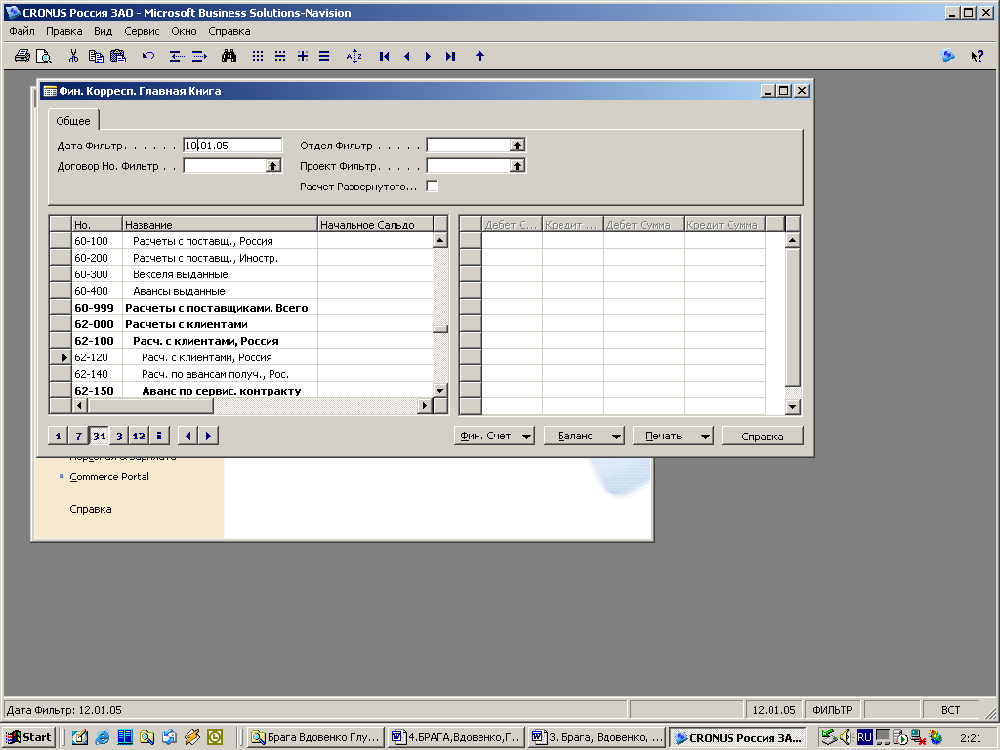 CRONUS Россия ЗАО - Microsoft Business Solutions-Navision
Файл Правка Вид Сервис Окно Справка
Фин. Корресп. Главная Книга
Общее
Дата Фильтр. . . . . . 10.01.05 Отдел Фильтр . . . . .
Договор Но. Фильтр . . Проект Фильтр. . . . .
Расчет Развернутого...
Но. Название Начальное Сальдо Дебет С... Кредит ... Дебет Сумма Кредит Сумма
60-100 Расчеты с поставщ., Россия
60-200 Расчеты с поставщ., Иностр.
60-300 Векселя выданные
60-400 Авансы выданные
60-999 Расчеты с поставщиками, Всего
62-000 Расчеты с клиентами
62-100 Расч. с клиентами, Россия
62-120 Расч. с клиентами, Россия
62-140 Расч. по авансам получ., Рос.
62-150 Аванс по сервис. контракту
1 7 31 3 12 Фин. Счет Баланс Печать Справка
Персонал & Зарплата
Commerce Portal
Справка
Дата Фильтр: 12.01.05 12.01.05 ФИЛЬТР ВСТ
Start Брага Вдовенко Глу... 4.БРАГА,Вдовенко,Г... 3. Брага, Вдовенко, ... CRONUS Россия ЗА... RU 2:21